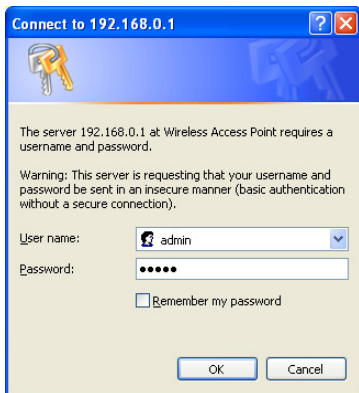 Connect to 192.168.0.1
The server 192.168.0.1 at Wireless Access Point requires a
username and password.
Warning: This server is requesting that your username and
password be sent in an insecure manner (basic authentication
without a secure connection).
User name: admin
Password: •••••
Remember my password
OK Cancel